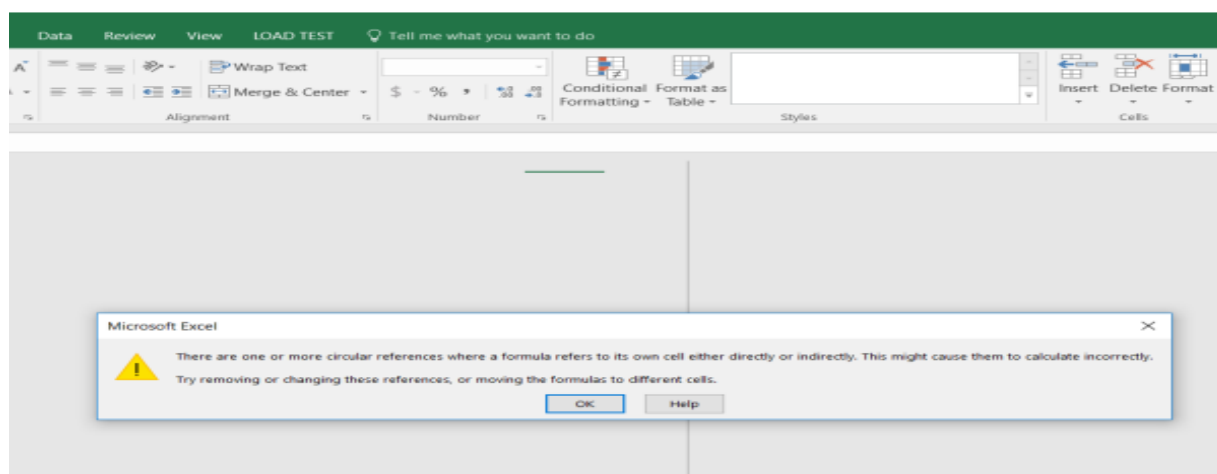 Data Review View LOAD TEST Tell me what you want to do
Wrap Text
Merge & Center
$ - % ,
Conditional Formatting
Format as Table
Insert Delete Format
Alignment Number Styles Cells
Microsoft Excel
There are one or more circular references where a formula refers to its own cell either directly or indirectly. This might cause them to calculate incorrectly.
Try removing or changing these references, or moving the formulas to different cells.
OK Help